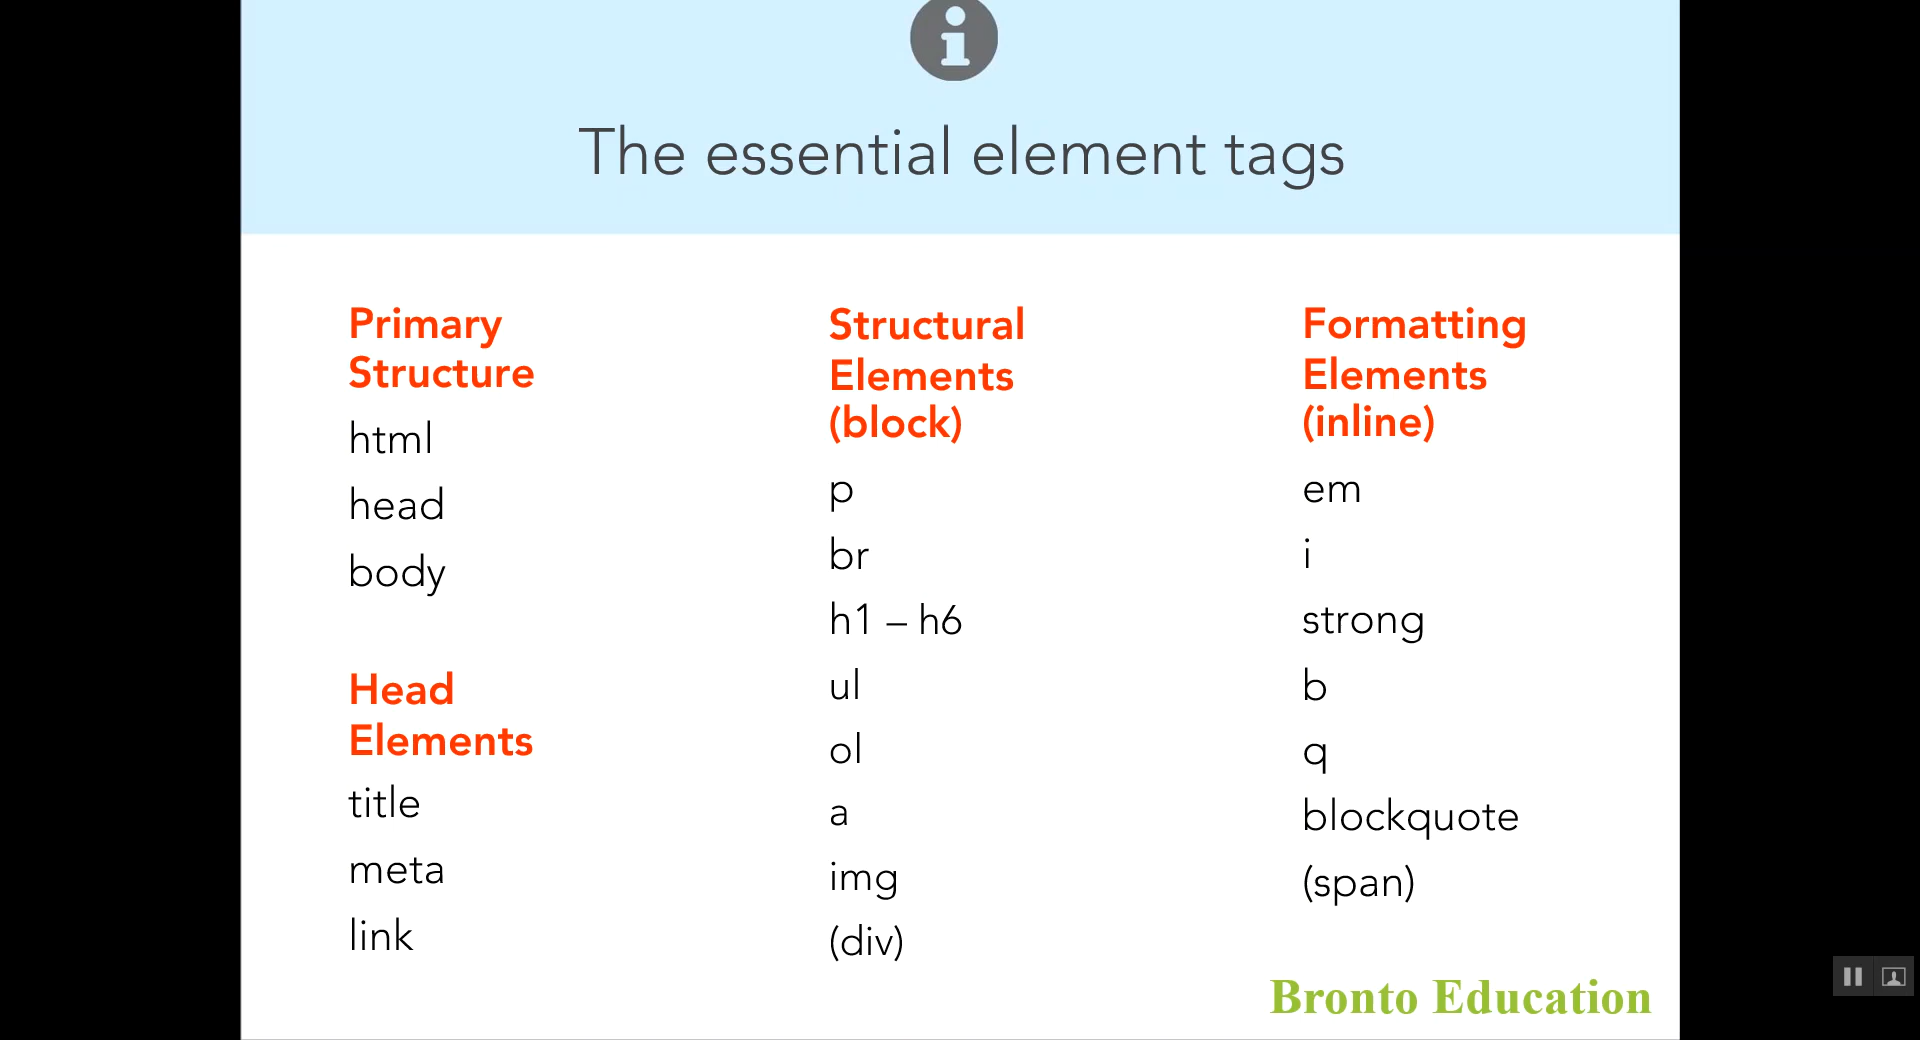 The essential element tags
Primary
Structure
html
head
body
Head
Elements
title
meta
link
Structural
Elements
(block)
p
br
h1 – h6
ul
ol
a
img
(div)
Formatting
Elements
(inline)
em
i
strong
b
q
blockquote
(span)
Bronto Education